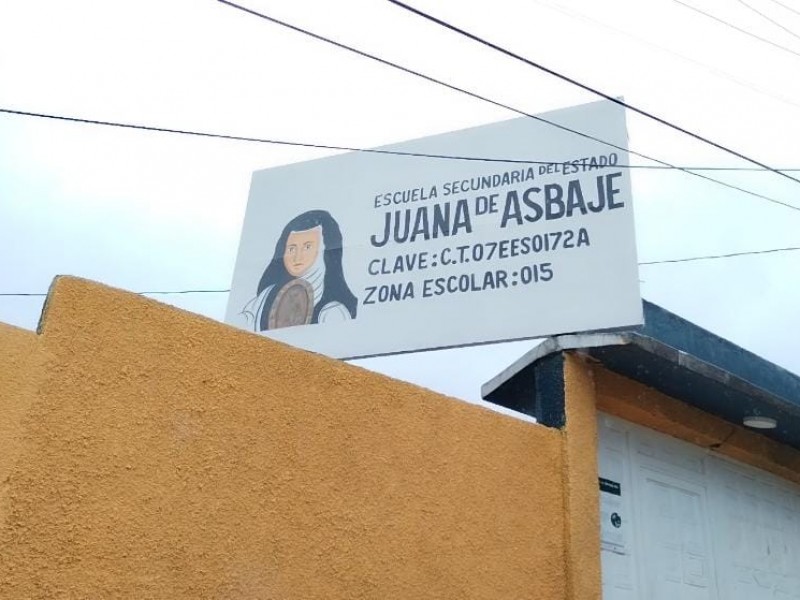 ESCUELA SECUNDARIA DEL ESTADO
JUANA DE ASBAJE
CLAVE: C.T.07EES0172A
ZONA ESCOLAR: 015